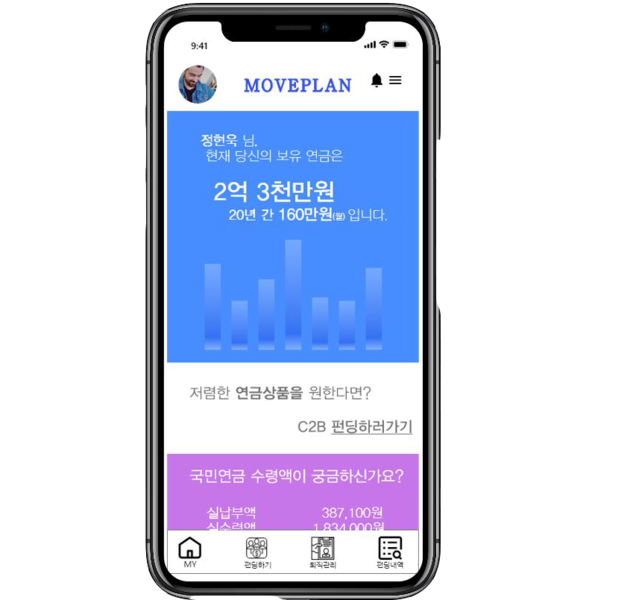 9:41
MOVEPLAN
정현욱 님,
현재 당신의 보유 연금은
2억 3천만원
20년 간 160만원(월) 입니다.
저렴한 연금상품을 원한다면?
C2B 펀딩하러가기
국민연금 수령액이 궁금하신가요?
실납부액 387,100원
실수령액 1,834,000원
MY 펀딩하기 퇴직관리 펀딩내역